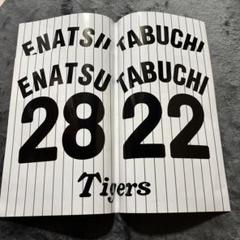 ENATSU TABUCHI
ENATSU TABUCHI
28 22
Tigers